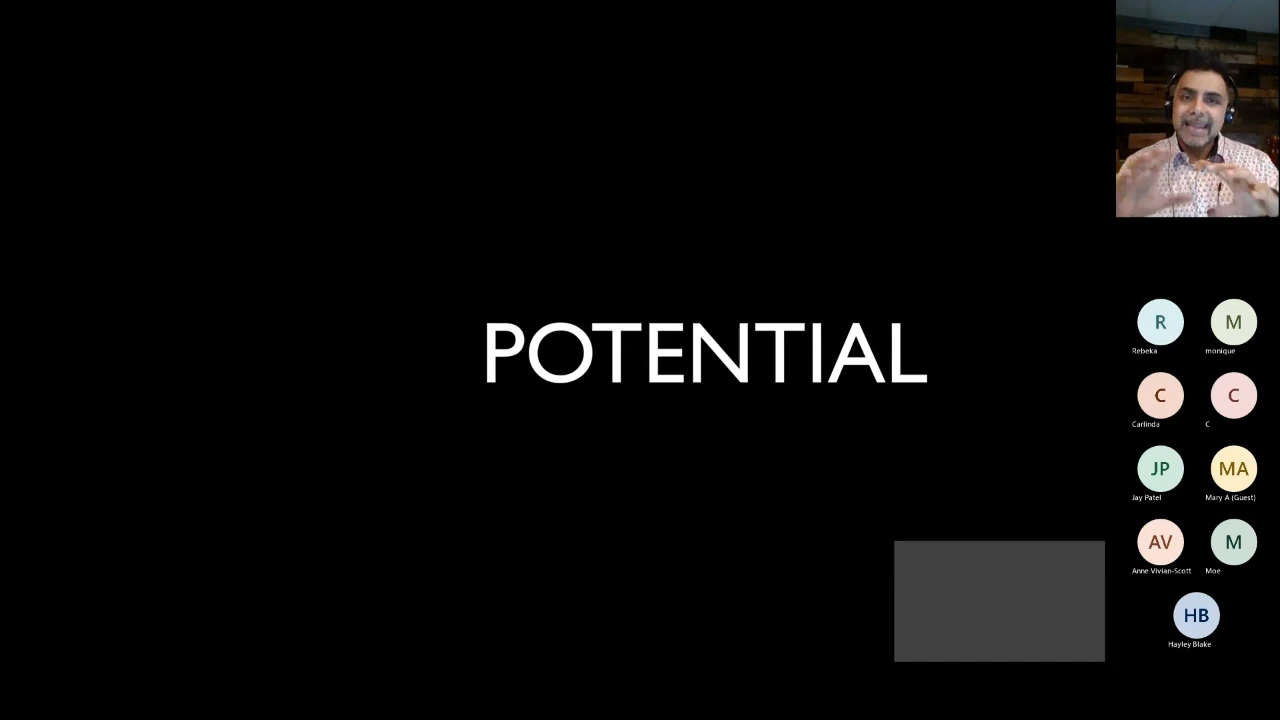 POTENTIAL
R
M
Rebeka
monique
C
C
Carlinda
C
JP
MA
Jay Patel
Mary A (Guest)
AV
M
Anne Vivian-Scott
Moe
HB
Hayley Blake